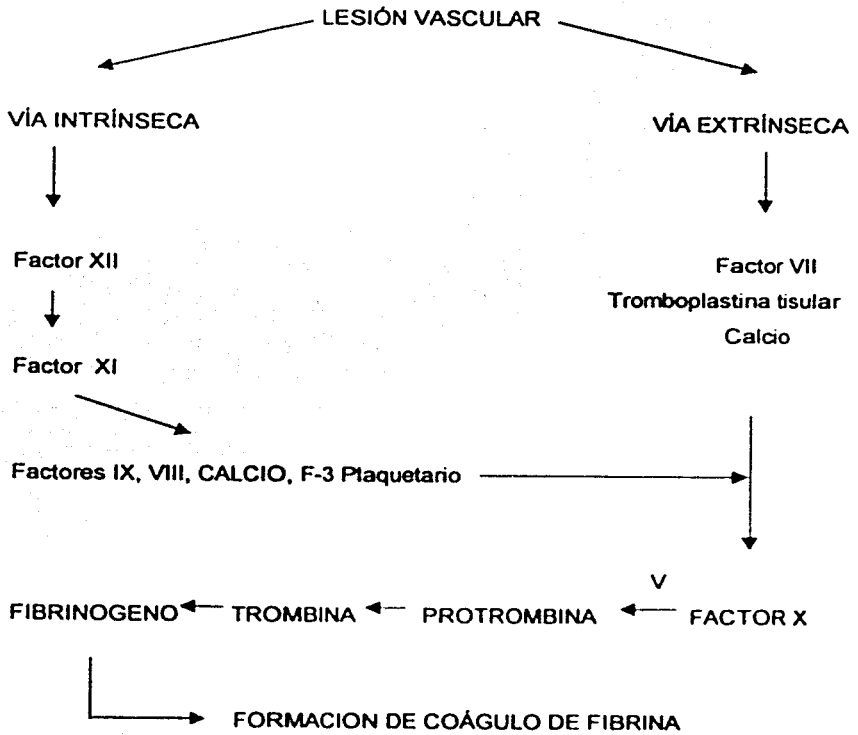 LESIÓN VASCULAR
VÍA INTRÍNSECA
VÍA EXTRÍNSECA
Factor XII
Factor VII
Tromboplastina tisular
Calcio
Factor XI
Factores IX, VIII, CALCIO, F-3 Plaquetario
V
FIBRINOGENO TROMBINA PROTROMBINA FACTOR X
FORMACION DE COÁGULO DE FIBRINA